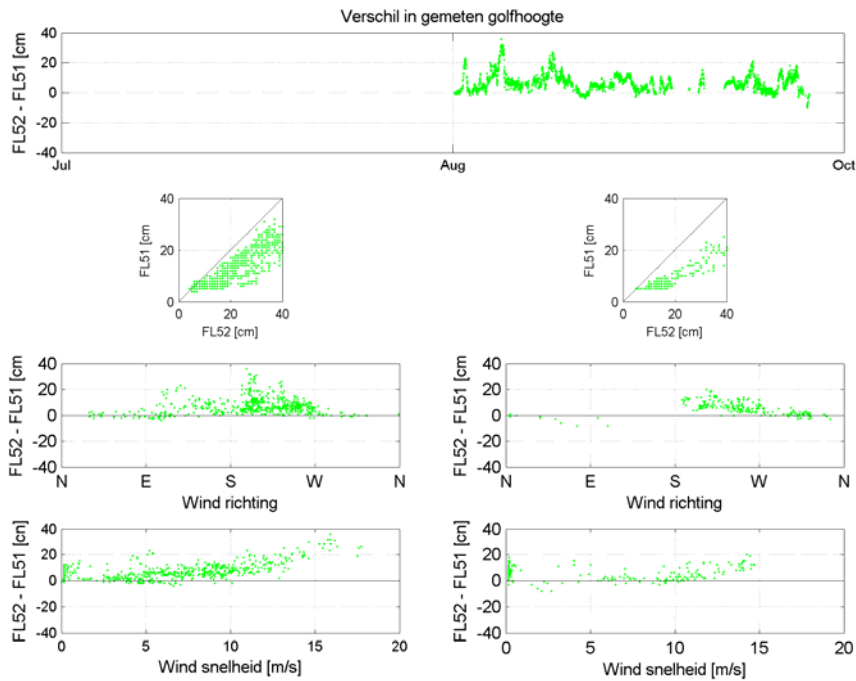 Verschil in gemeten golfhoogte
FL52 - FL51 [cm
40
20
0
-20
-40
Jul
Aug
Oct
FL51 [cm
40
20
0
0
20
40
FL52 [cm]
FL51 [cm]
40
20
0
0
20
40
FL52 [cm]
FL52 - FL51 [cm
40
20
0
-20
-40
N
E
S
W
N
Wind richting
FL52 - FL51 [cm
40
20
0
-20
-40
N
E
S
W
N
Wind richting
FL52 - FL51 [cn]
40
20
0
-20
-40
0
5
10
15
20
Wind snelheid [m/s]
FL52 - FL51 [cm]
40
20
0
-20
-40
0
5
10
15
20
Wind snelheid [m/s]